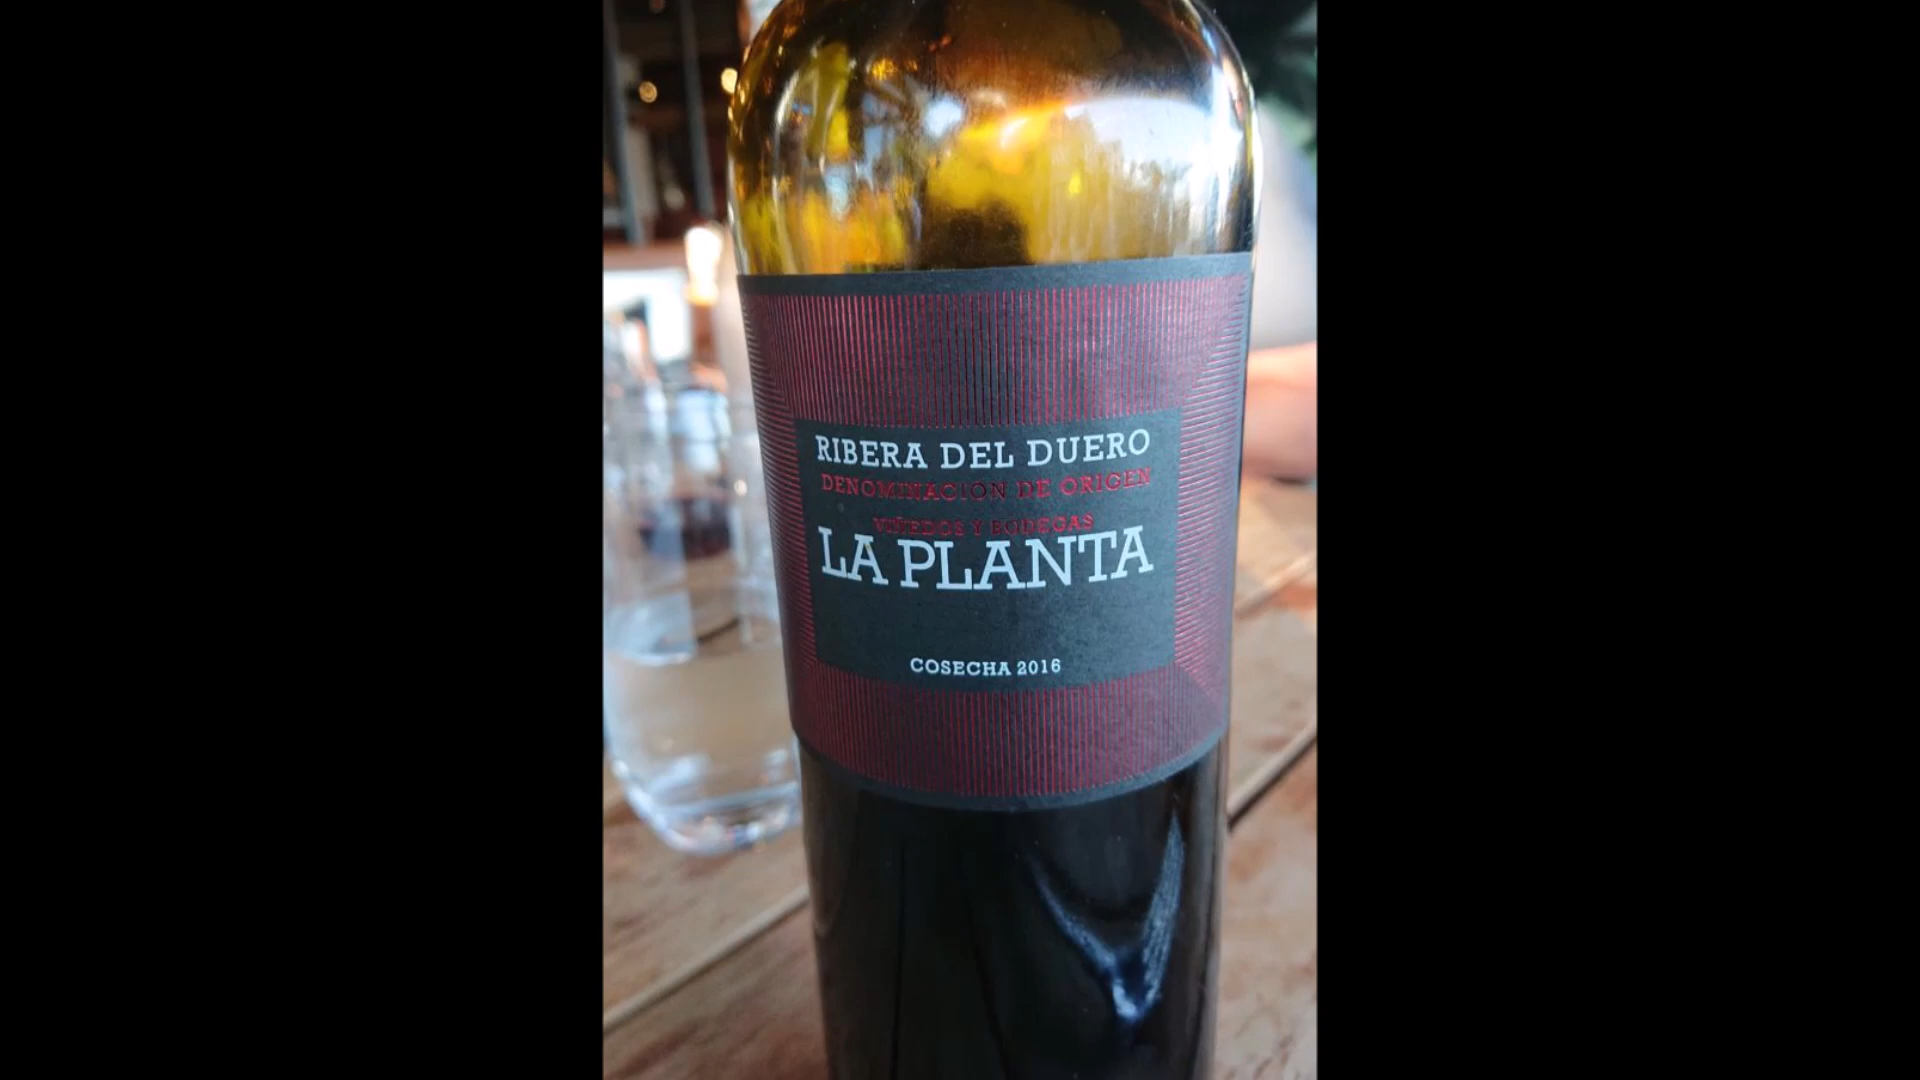 RIBERA DEL DUERO
DENOMINACIÓN DE ORIGEN
VIÑEDOS Y BODEGAS
LA PLANTA
COSECHA 2016